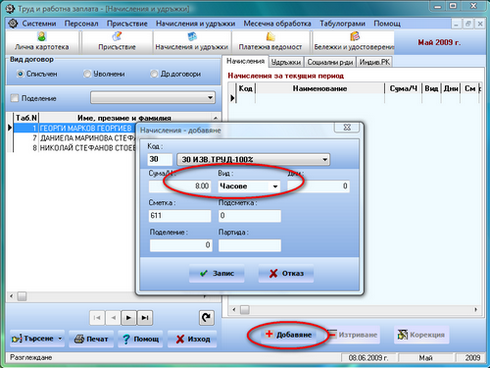 Труд и работна заплата - [Начисления и удръжки]
Системни Персонал Присъствие Начисления и удръжки Месечна обработка Табулограми Помощ
Лична картотека Присъствие Начисления и удръжки Платежна ведомост Бележки и удостоверения Май 2009 г.
Вид договор
Списъчен Уволнени Др.договори
Поделение
Таб.N Име, презиме и фамилия
1 ГЕОРГИ МАРКОВ ГЕОРГИЕВ
7 ДАНИЕЛА МАРИНОВА
8 НИКОЛАЙ СТЕФАНОВ СТОЕВ
Начисления Удръжки Социални р-ди Индив.РК
Начисления за текущия период
Код Наименование Сума/Ч Вид Дни См
Начисления - добавяне
Код :
30 30 ИЗВ.ТРУД-100%
Сума/Ч Вид : Дни :
8.00 Часове 0
Сметка : Подсметка :
611 0
Поделение : Партида :
0
Запис Отказ
Търсене Печат Помощ Изход
Добавяне Изтриване Корекция
Разглеждане 08.06.2009 г. Май 2009